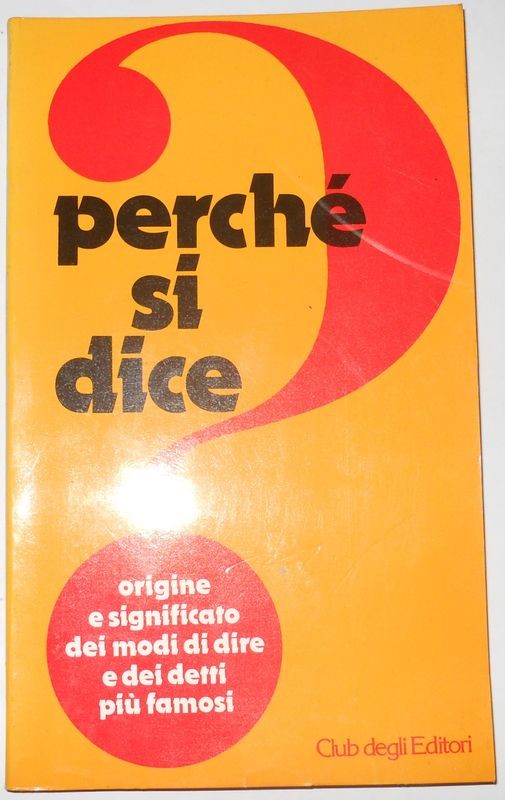 perché
si
dice
origine
e significato
dei modi di dire
e dei detti
più famosi
Club degli Editori